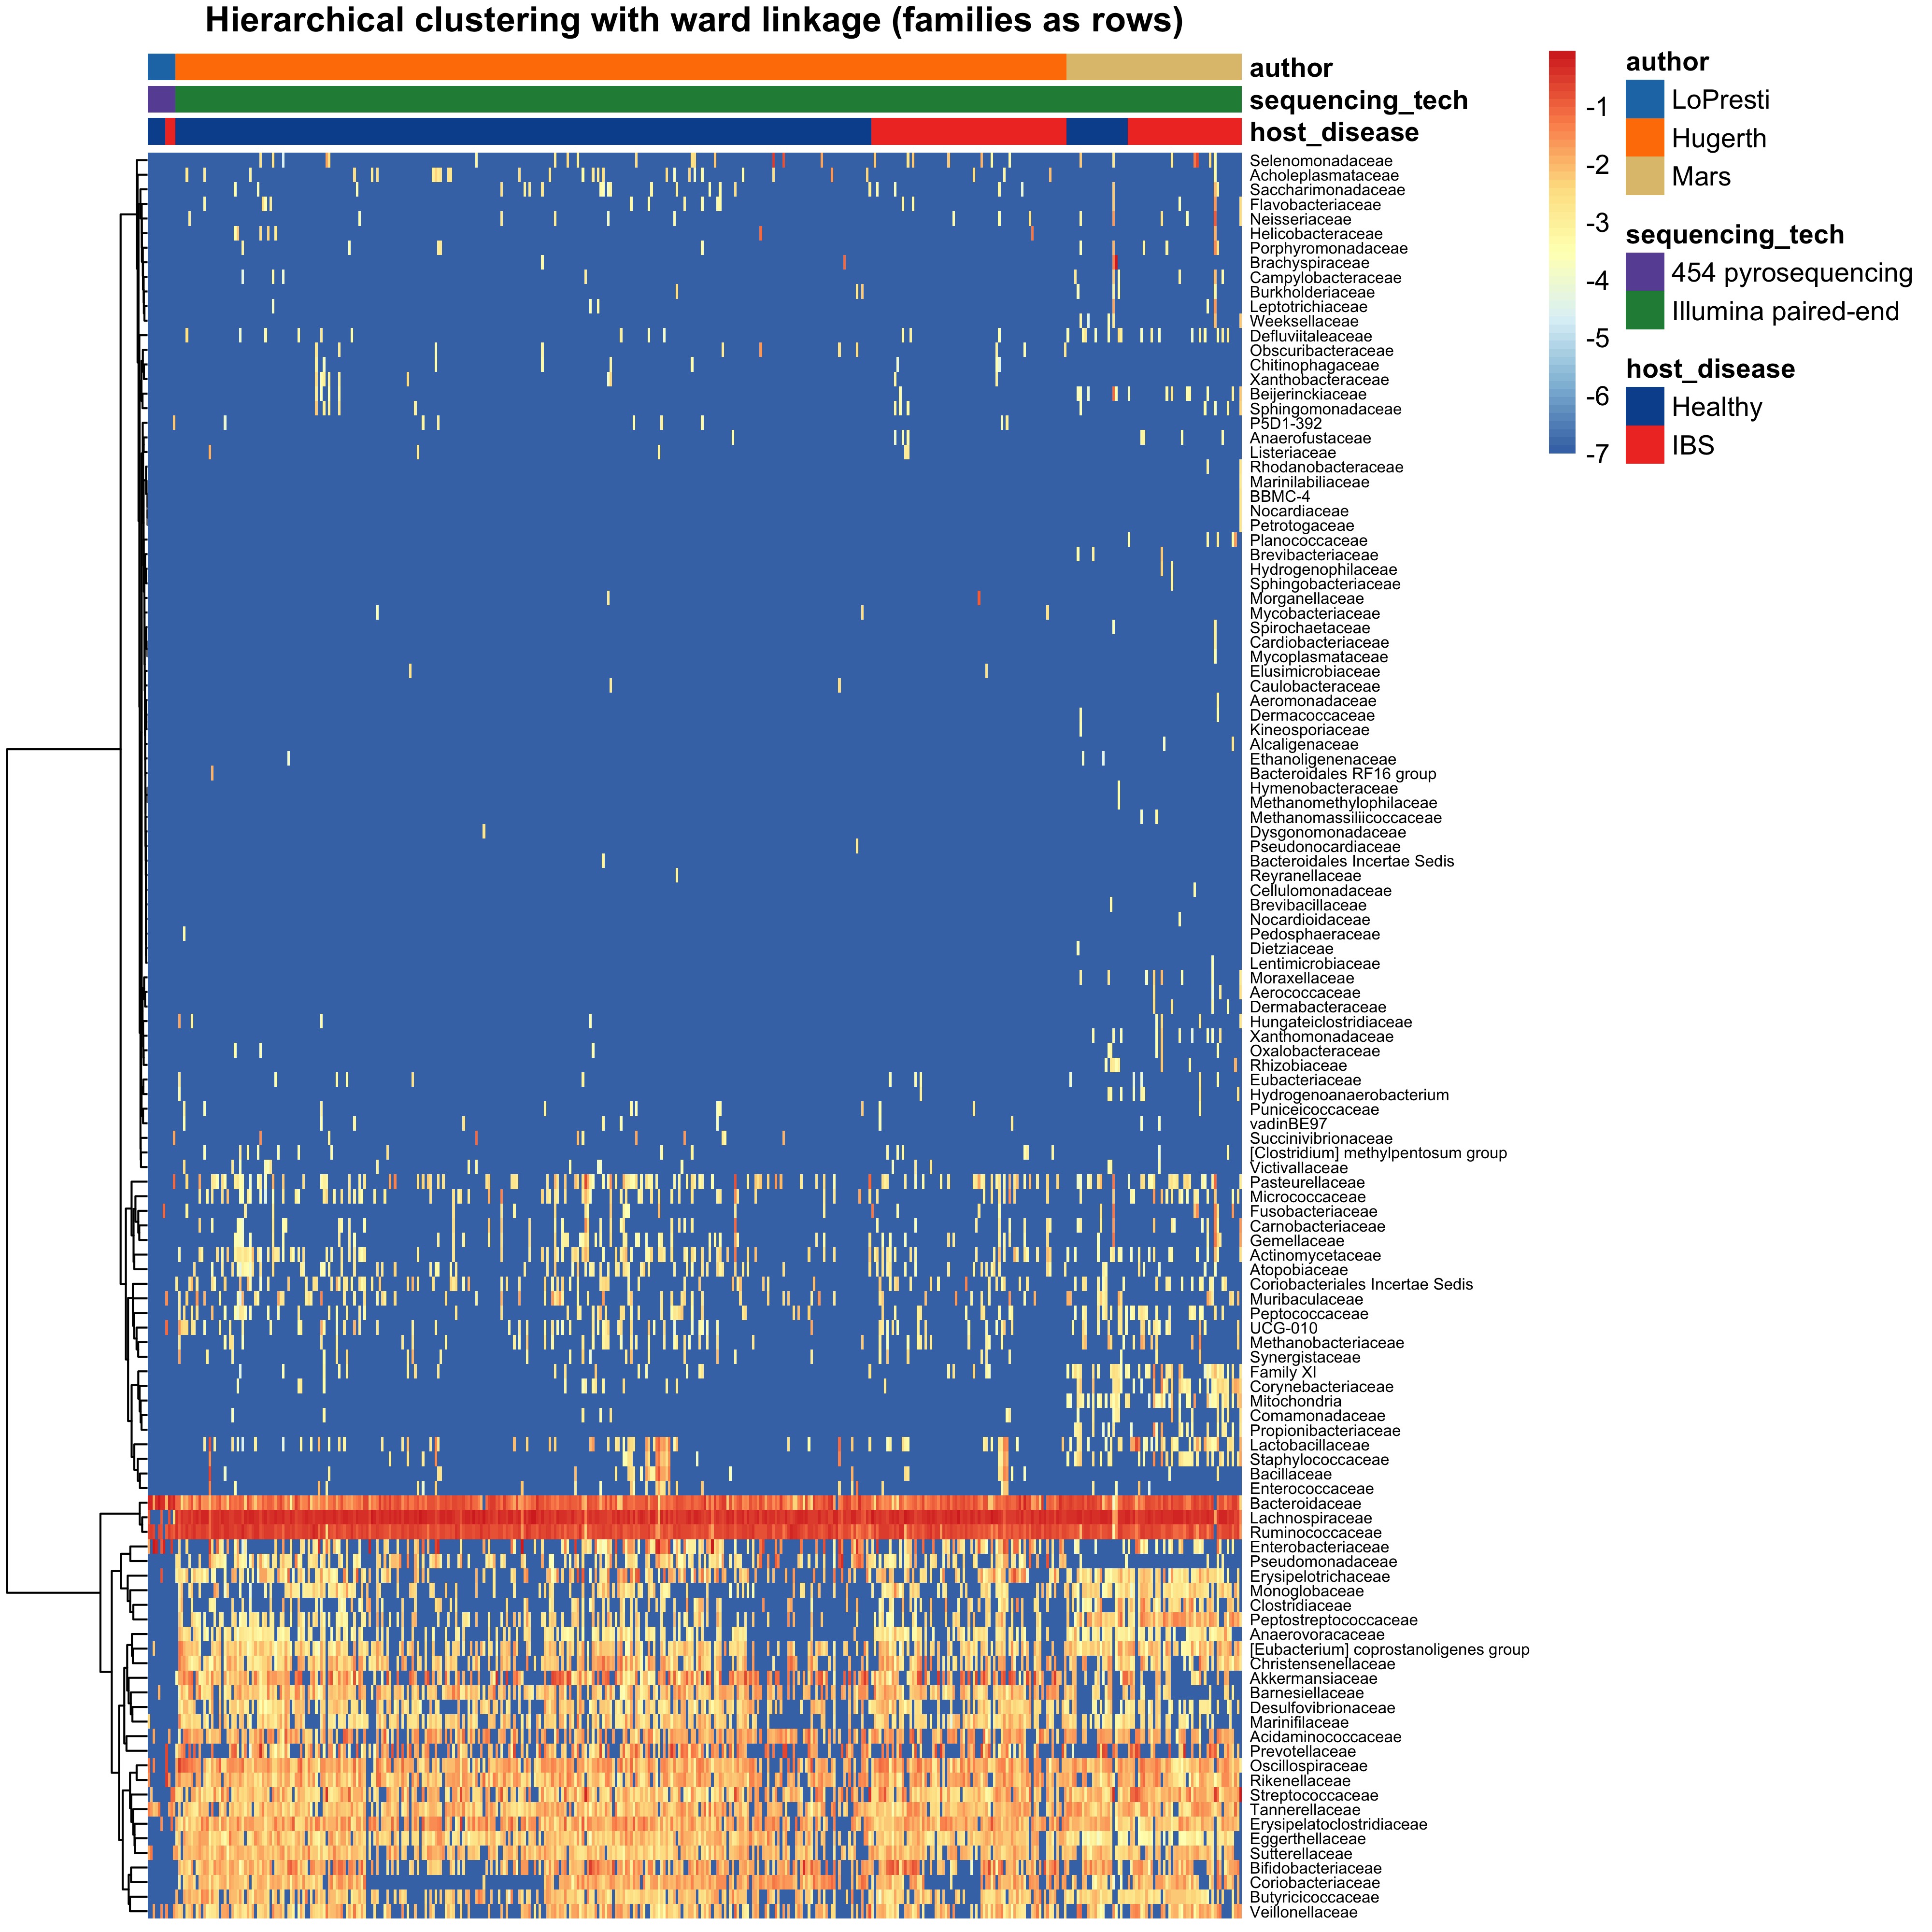 Hierarchical clustering with ward linkage (families as rows)
author
sequencing_tech
host_disease
Selenomonadaceae
Acholeplasmataceae
Saccharimonadaceae
Flavobacteriaceae
Neisseriaceae
Helicobacteraceae
Porphyromonadaceae
Brachyspiraceae
Campylobacteraceae
Burkholderiaceae
Leptotrichiaceae
Weeksellaceae
Defluviitaleaceae
Obscuribacteraceae
Chitinophagaceae
Xanthobacteraceae
Beijerinckiaceae
Sphingomonadaceae
P5D1-392
Anaerofustaceae
Listeriaceae
Rhodanobacteraceae
Marinilabiliaceae
BBMC-4
Nocardiaceae
Petrotogaceae
Planococcaceae
Brevibacteriaceae
Hydrogenophilaceae
Sphingobacteriaceae
Morganellaceae
Mycobacteriaceae
Spirochaetaceae
Cardiobacteriaceae
Mycoplasmataceae
Elusimicrobiaceae
Caulobacteraceae
Aeromonadaceae
Dermacoccaceae
Kineosporiaceae
Alcaligenaceae
Ethanoligenenaceae
Bacteroidales RF16 group
Hymenobacteraceae
Methanomethylophilaceae
Methanomassiliicoccaceae
Dysgonomonadaceae
Pseudonocardiaceae
Bacteroidales Incertae Sedis
Reyranellaceae
Cellulomonadaceae
Brevibacillaceae
Nocardioidaceae
Pedosphaeraceae
Dietziaceae
Lentimicrobiaceae
Moraxellaceae
Aerococcaceae
Dermabacteraceae
Hungateiclostridiaceae
Xanthomonadaceae
Oxalobacteraceae
Rhizobiaceae
Eubacteriaceae
Hydrogenoanaerobacterium
Puniceicoccaceae
vadinBE97
Succinivibrionaceae
[Clostridium] methylpentosum group
Victivallaceae
Pasteurellaceae
Micrococcaceae
Fusobacteriaceae
Carnobacteriaceae
Gemellaceae
Actinomycetaceae
Atopobiaceae
Coriobacteriales Incertae Sedis
Muribaculaceae
Peptococcaceae
UCG-010
Methanobacteriaceae
Synergistaceae
Family XI
Corynebacteriaceae
Mitochondria
Comamonadaceae
Propionibacteriaceae
Lactobacillaceae
Staphylococcaceae
Bacillaceae
Enterococcaceae
Bacteroidaceae
Lachnospiraceae
Ruminococcaceae
Enterobacteriaceae
Pseudomonadaceae
Erysipelotrichaceae
Monoglobaceae
Clostridiaceae
Peptostreptococcaceae
Anaerovoracaceae
[Eubacterium] coprostanoligenes group
Christensenellaceae
Akkermansiaceae
Barnesiellaceae
Desulfovibrionaceae
Marinifilaceae
Acidaminococcaceae
Prevotellaceae
Oscillospiraceae
Rikenellaceae
Streptococcaceae
Tannerellaceae
Erysipelatoclostridiaceae
Eggerthellaceae
Sutterellaceae
Bifidobacteriaceae
Coriobacteriaceae
Butyricicoccaceae
Veillonellaceae
-1
-2
-3
-4
-5
-6
-7
author
LoPresti
Hugerth
Mars
sequencing_tech
454 pyrosequencing
Illumina paired-end
host_disease
Healthy
IBS